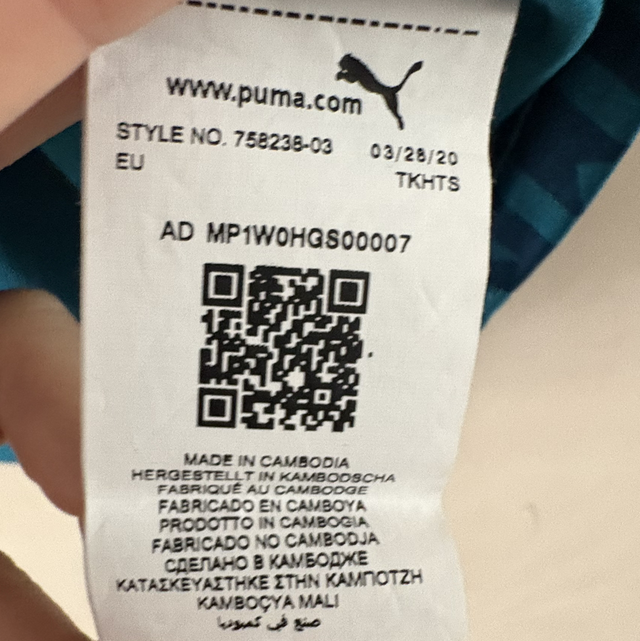 www.puma.com
STYLE NO. 758238-03 03/28/20
EU TKHTS
AD MP1W0HGS00007
MADE IN CAMBODIA
HERGESTELLT IN KAMBODSCHA
FABRIQUÉ AU CAMBODGE
FABRICADO EN CAMBOYA
PRODOTTO IN CAMBOGIA
FABRICADO NO CAMBODJA
СДЕЛАНО В КАМБОДЖЕ
ΚΑΤΑΣΚΕΥΑΣΤΗΚΕ ΣΤΗΝ ΚΑΜΠΟΤΖΗ
KAMBOÇYA MALI
صنع في كمبوديا